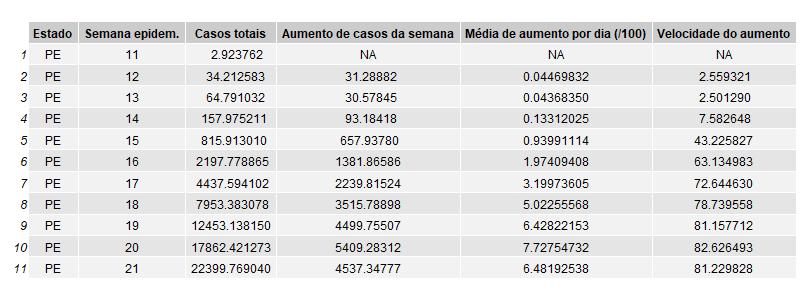 Estado Semana epidem. Casos totais Aumento de casos da semana Média de aumento por dia (/100) Velocidade do aumento
1 PE 11 2.923762 NA NA NA
2 PE 12 34.212583 31.28882 0.04469832 2.559321
3 PE 13 64.791032 30.57845 0.04368350 2.501290
4 PE 14 157.975211 93.18418 0.13312025 7.582648
5 PE 15 815.913010 657.93780 0.93991114 43.225827
6 PE 16 2197.778865 1381.86586 1.97409408 63.134983
7 PE 17 4437.594102 2239.81524 3.19973605 72.644630
8 PE 18 7953.383078 3515.78898 5.02255568 78.739558
9 PE 19 12453.138150 4499.75507 6.42822153 81.157712
10 PE 20 17862.421273 5409.28312 7.72754732 82.626493
11 PE 21 22399.769040 4537.34777 6.48192538 81.229828